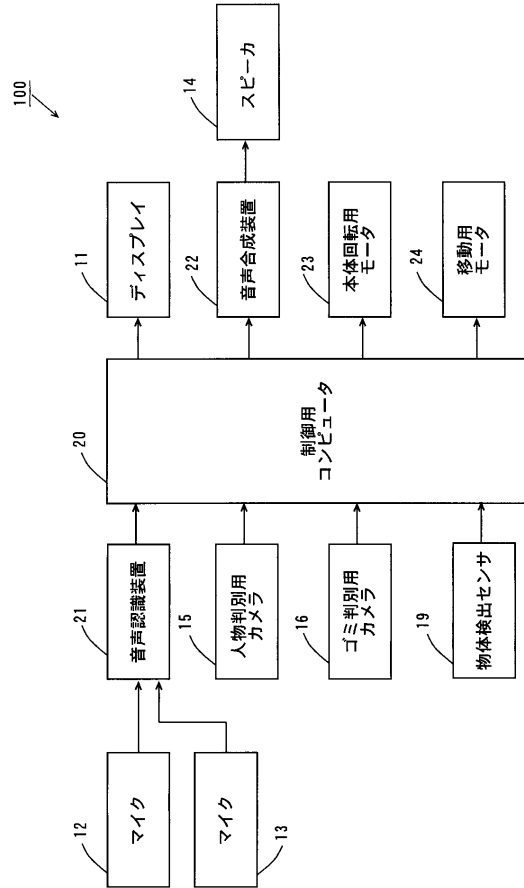 100
12
マイク
マイク
13
21
音声認識装置
15
人物判別用
カメラ
16
ゴミ判別用
カメラ
19
物体検出センサ
20
制御用
コンピュータ
11
ディスプレイ
22
音声合成装置
14
スピーカ
23
本体回転用
モータ
24
移動用
モータ